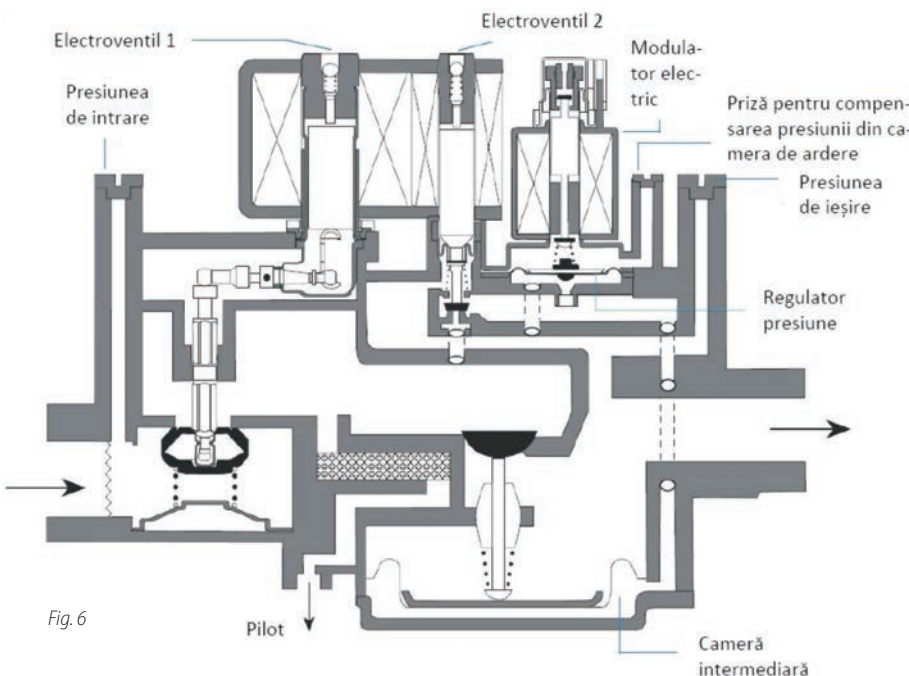 Electroventil 1
Electroventil 2
Presiunea
de intrare
Modula-
tor elec-
tric
Priză pentru compen-
sarea presiunii din ca-
mera de ardere
Presiunea
de ieșire
Regulator
presiune
Fig. 6
Pilot
Cameră
intermediară